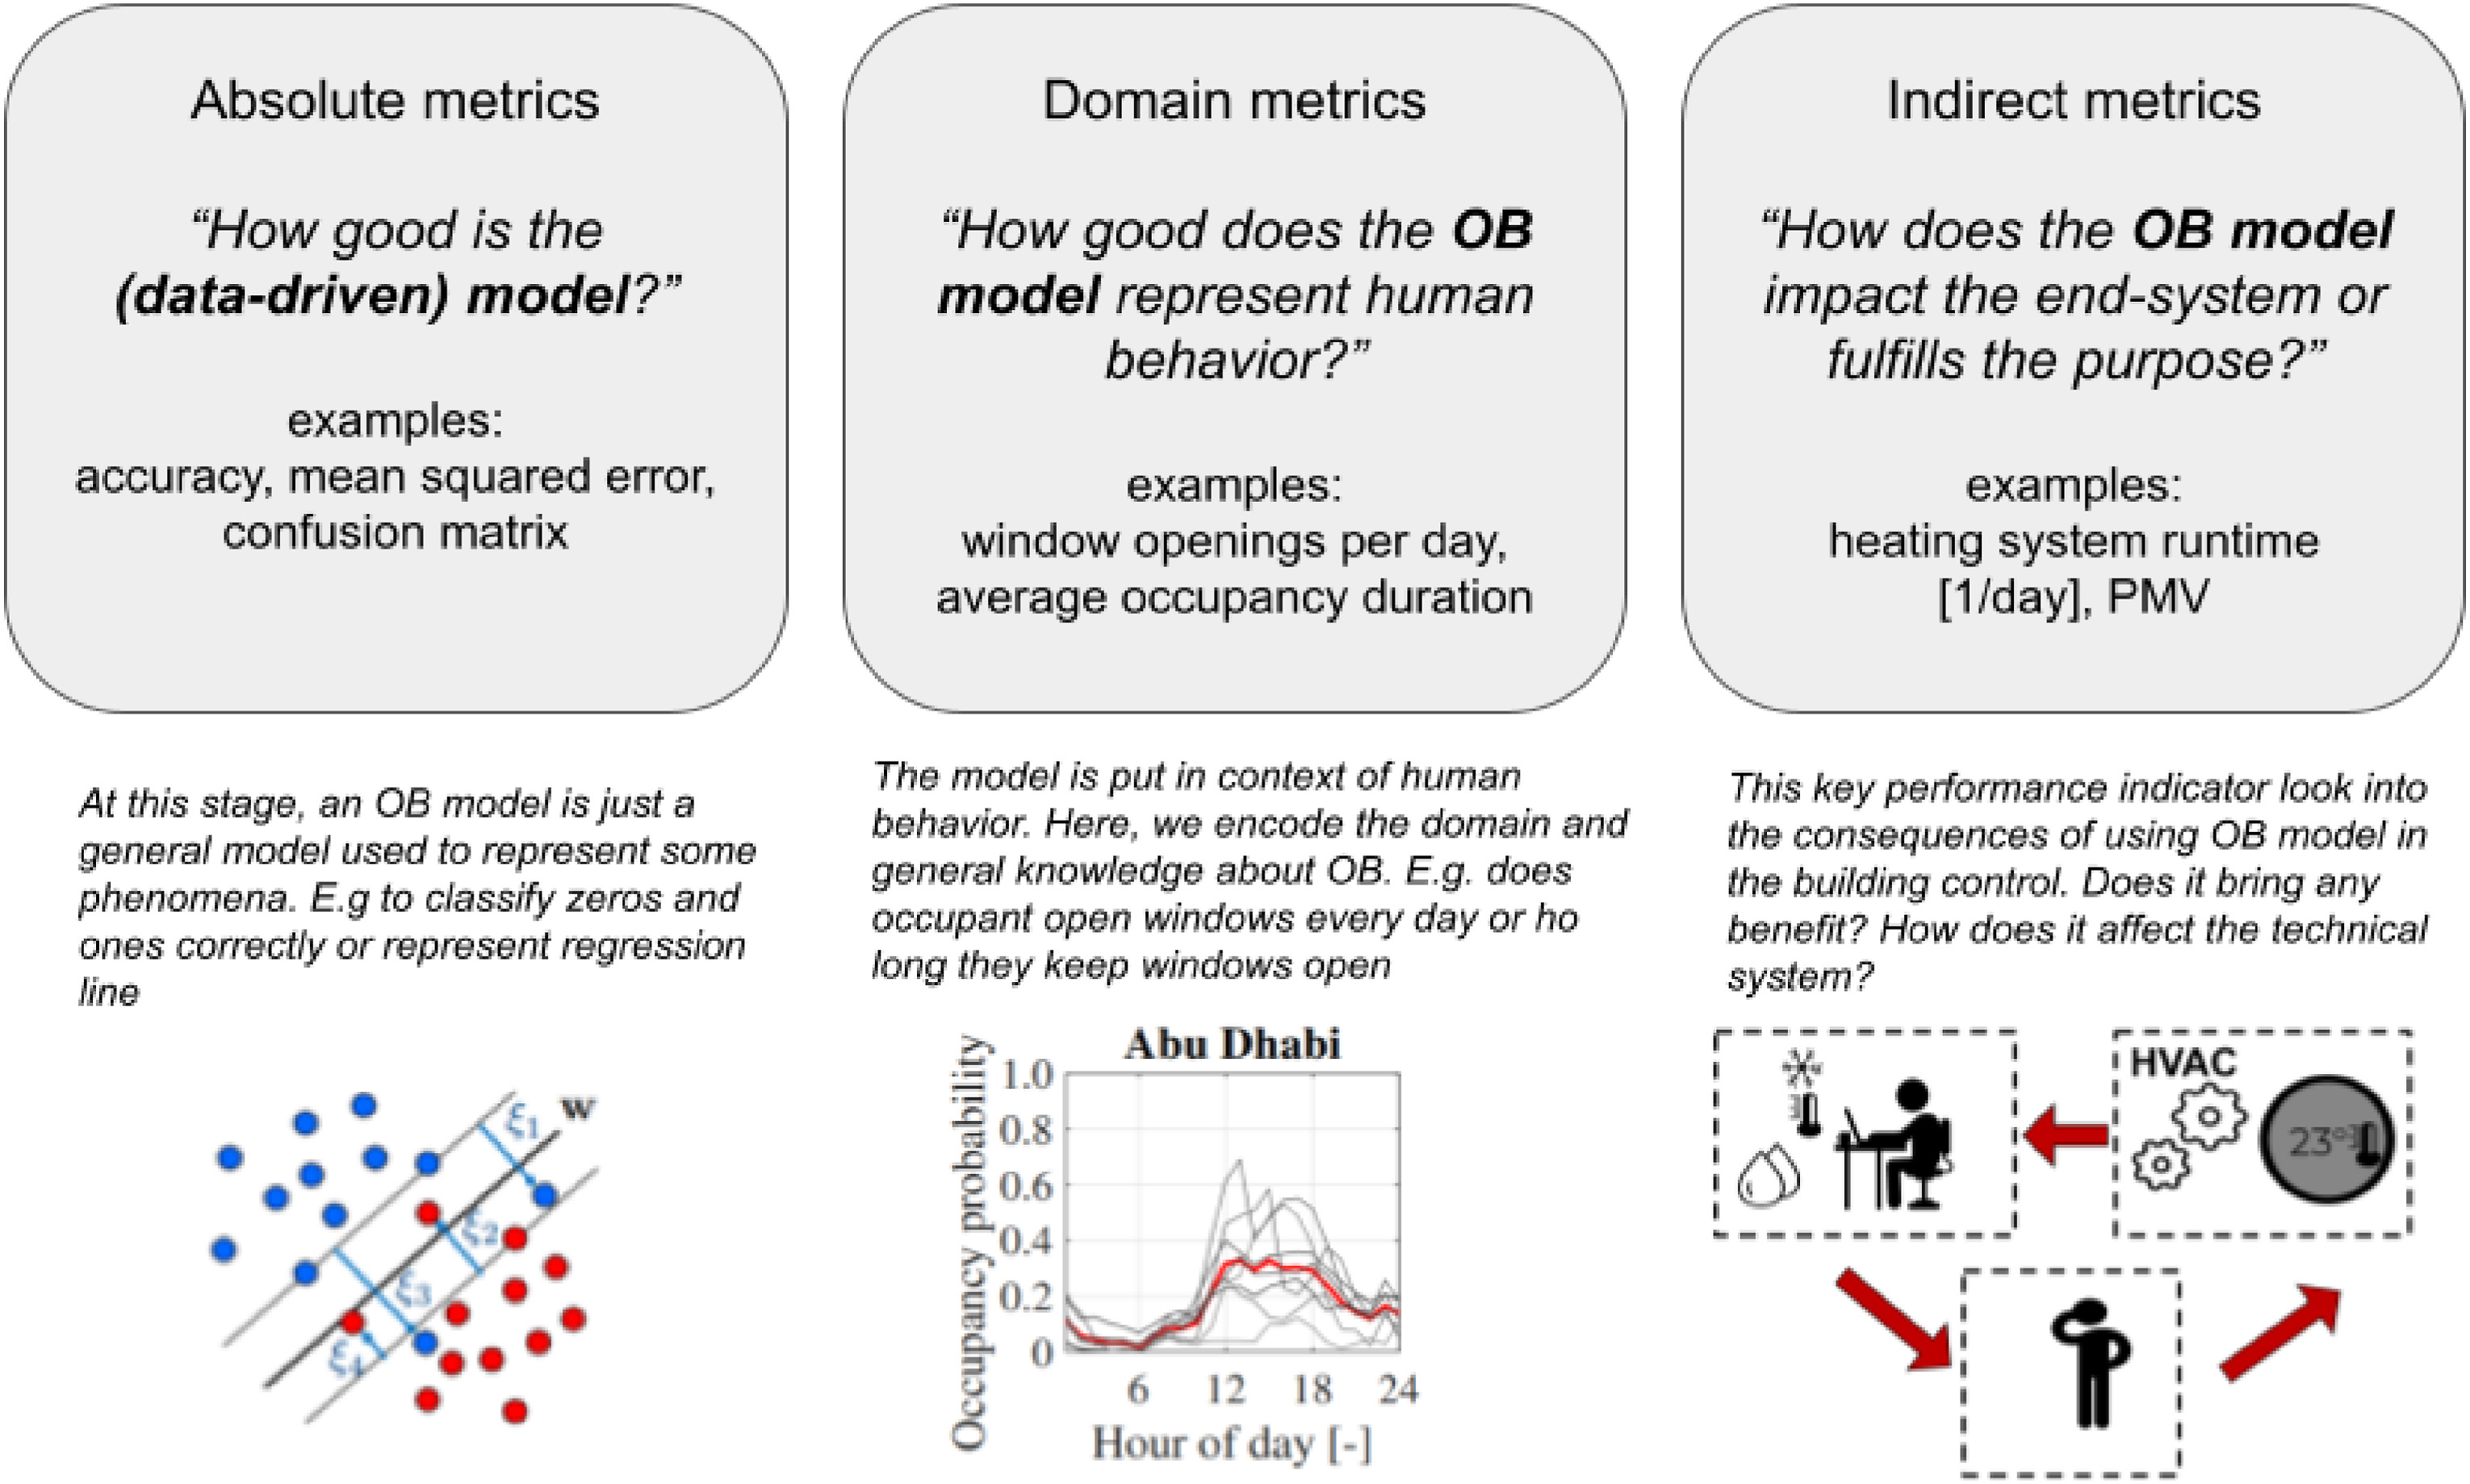 Absolute metrics
“How good is the
(data-driven) model?”
examples:
accuracy, mean squared error,
confusion matrix
At this stage, an OB model is just a
general model used to represent some
phenomena. E.g to classify zeros and
ones correctly or represent regression
line
w
ξ1
ξ2
ξ3
ξ4
Domain metrics
“How good does the OB
model represent human
behavior?”
examples:
window openings per day,
average occupancy duration
The model is put in context of human
behavior. Here, we encode the domain and
general knowledge about OB. E.g. does
occupant open windows every day or ho
long they keep windows open
Abu Dhabi
Occupancy probability
1.0
0.8
0.6
0.4
0.2
0
6 12 18 24
Hour of day [-]
Indirect metrics
“How does the OB model
impact the end-system or
fulfills the purpose?”
examples:
heating system runtime
[1/day], PMV
This key performance indicator look into
the consequences of using OB model in
the building control. Does it bring any
benefit? How does it affect the technical
system?
HVAC
23°